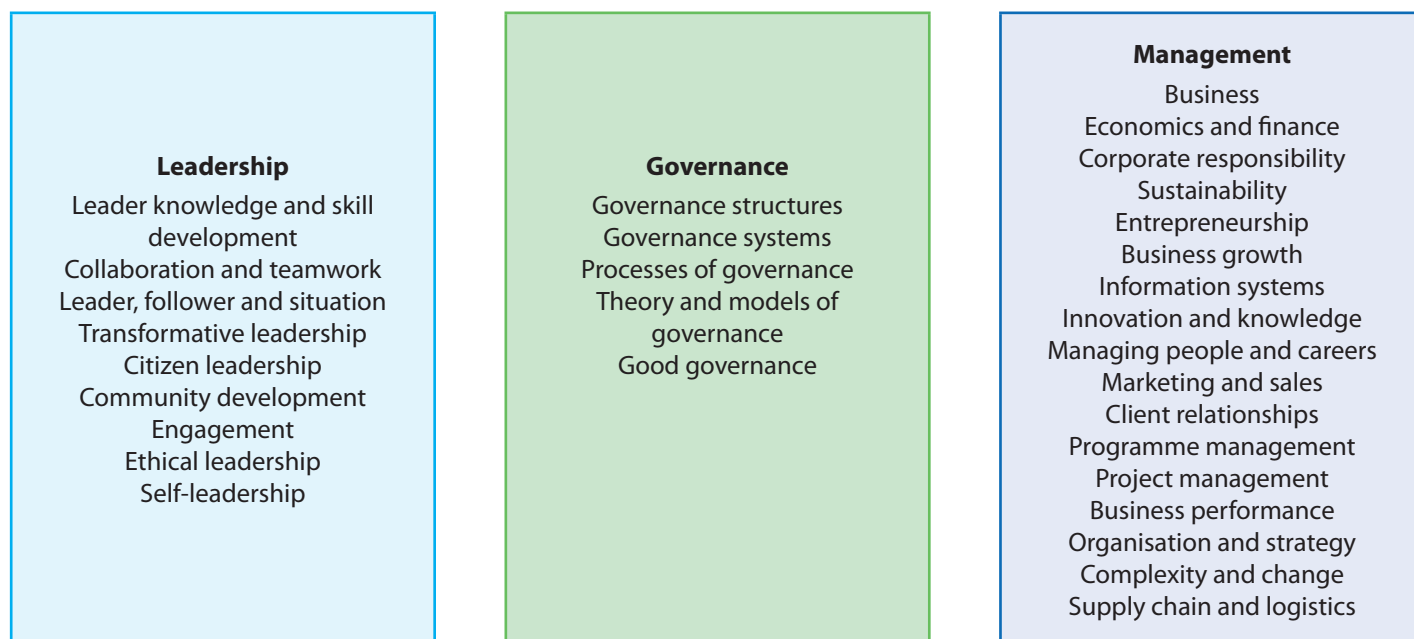 Leadership
Leader knowledge and skill
development
Collaboration and teamwork
Leader, follower and situation
Transformative leadership
Citizen leadership
Community development
Engagement
Ethical leadership
Self-leadership
Governance
Governance structures
Governance systems
Processes of governance
Theory and models of
governance
Good governance
Management
Business
Economics and finance
Corporate responsibility
Sustainability
Entrepreneurship
Business growth
Information systems
Innovation and knowledge
Managing people and careers
Marketing and sales
Client relationships
Programme management
Project management
Business performance
Organisation and strategy
Complexity and change
Supply chain and logistics